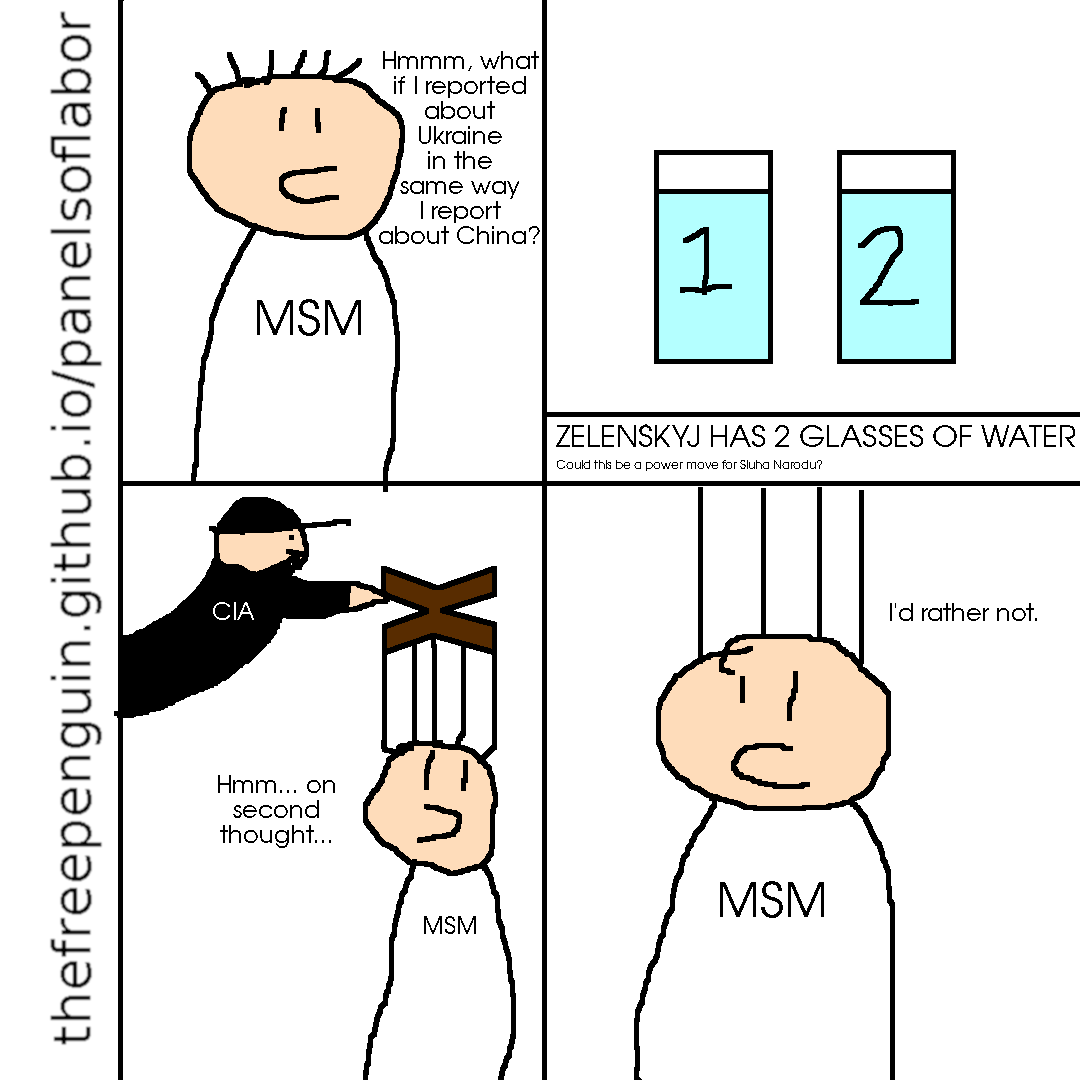 thefreepenguin.github.io/panelsoflabor
Hmmm, what
if I reported
about
Ukraine
in the
same way
I report
about China?
MSM
1
2
ZELENSKYJ HAS 2 GLASSES OF WATER
Could this be a power move for Sluha Narodu?
CIA
Hmm... on
second
thought...
MSM
I'd rather not.
MSM